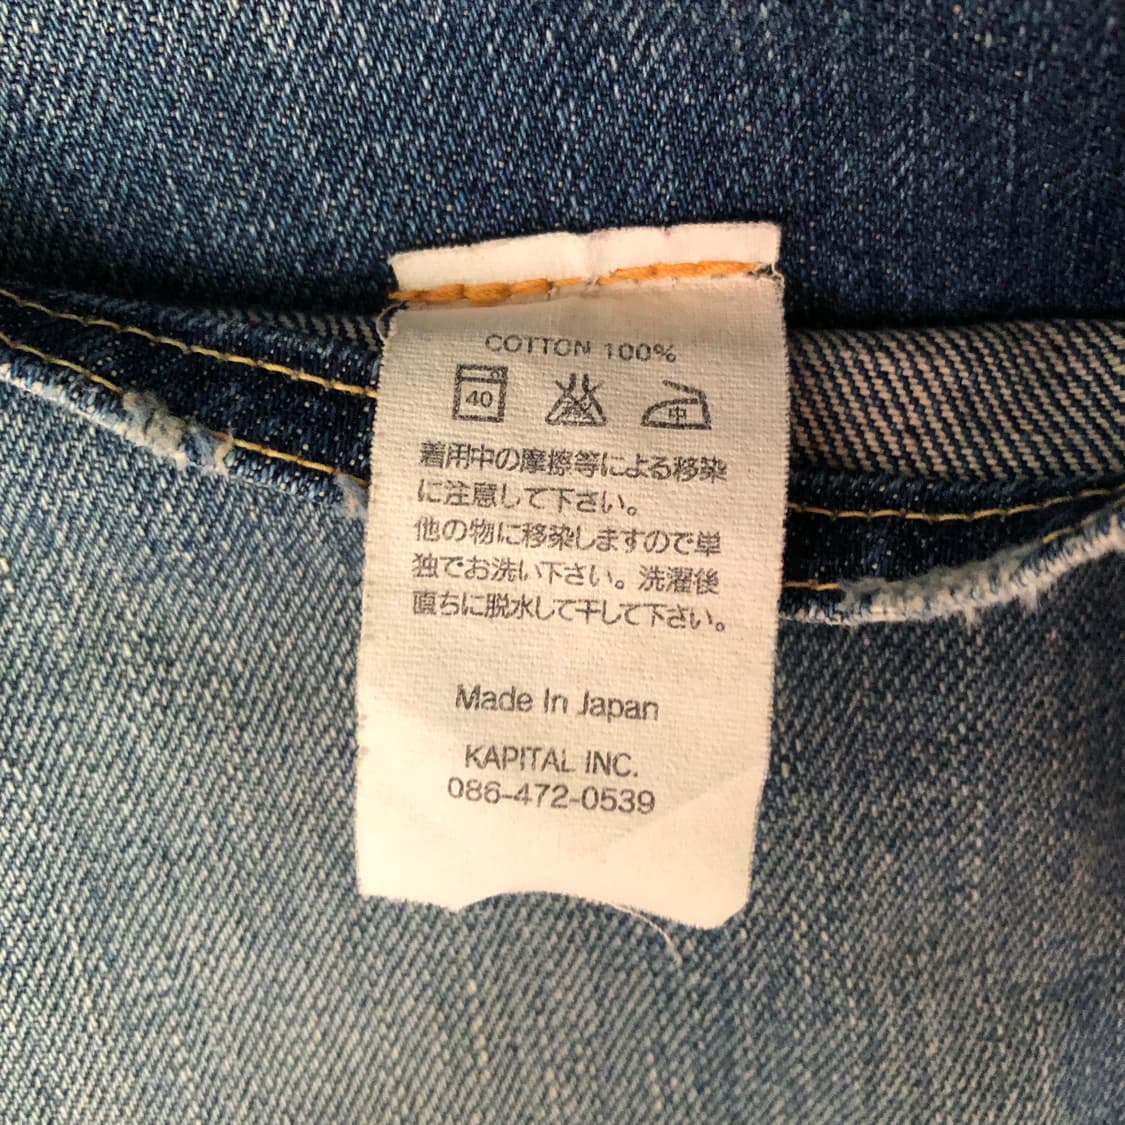 COTTON 100%
40 中
着用中の摩擦等による移染
に注意して下さい。
他の物に移染しますので単
独でお洗い下さい。洗濯後
直ちに脱水して干して下さい。
Made In Japan
KAPITAL INC.
086-472-0539